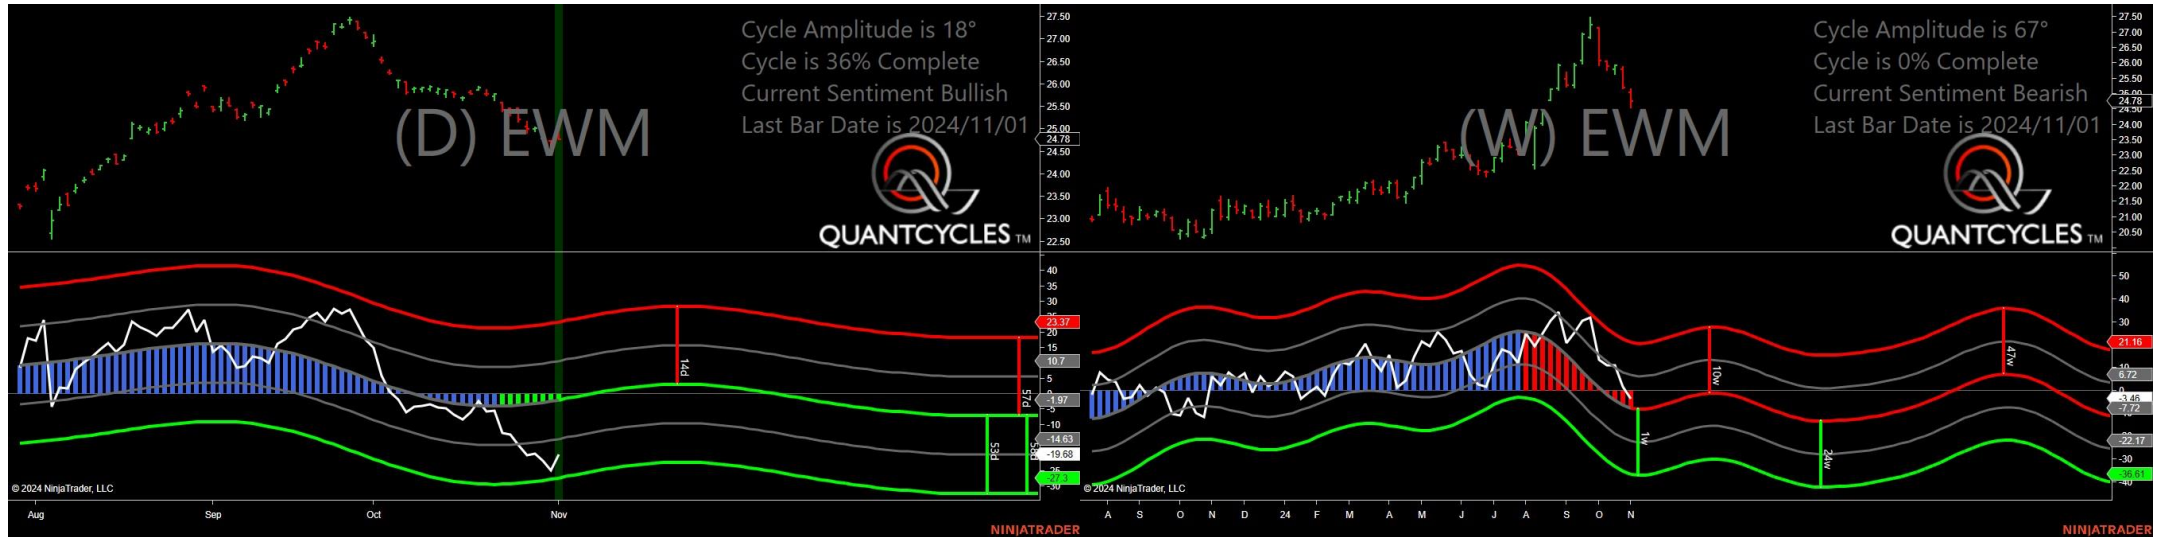 Cycle Amplitude is 18°
Cycle is 36% Complete
Current Sentiment Bullish
Last Bar Date is 2024/11/01
(D) EWM
QUANTCYCLES TM
27.50
27.00
26.50
26.00
25.50
25.00
24.78
24.50
24.00
23.50
23.00
22.50
40
35
30
23.37
20
15
10.7
5
-1.97
-5
-10
-14.63
-19.68
-27.3
-30
14d
57d
53d
© 2024 NinjaTrader, LLC
Aug
Sep
Oct
Nov
NINJATRADER
Cycle Amplitude is 67°
Cycle is 0% Complete
Current Sentiment Bearish
Last Bar Date is 2024/11/01
(W) EWM
QUANTCYCLES TM
27.50
27.00
26.50
26.00
25.50
24.78
24.00
23.50
23.00
22.50
22.00
21.50
21.00
20.50
50
40
30
21.16
10
6.72
0
-3.46
-7.72
-22.17
-30
-36.61
10w
47w
1w
24w
© 2024 NinjaTrader, LLC
A S O N D 24 F M A M J J A S O N
NINJATRADER